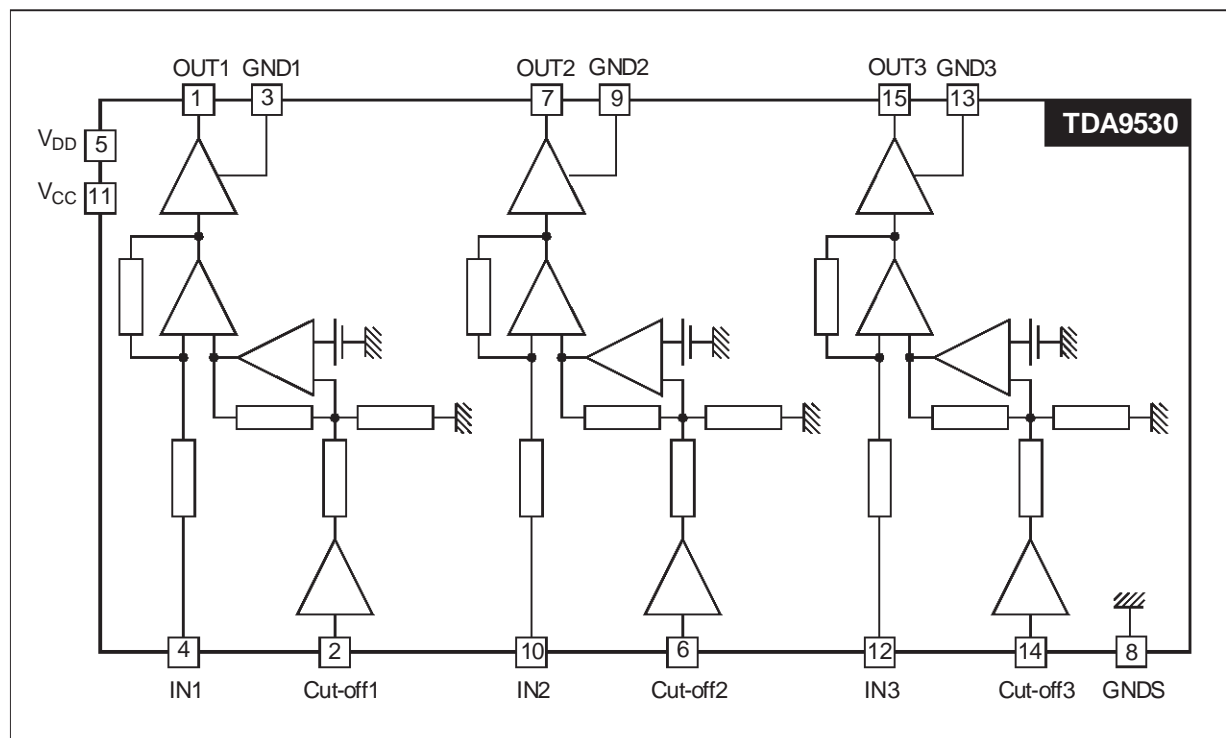 OUT1 GND1 OUT2 GND2 OUT3 GND3
1 3 7 9 15 13
TDA9530
VDD 5
VCC 11
4 2 10 6 12 14 8
IN1 Cut-off1 IN2 Cut-off2 IN3 Cut-off3 GNDS